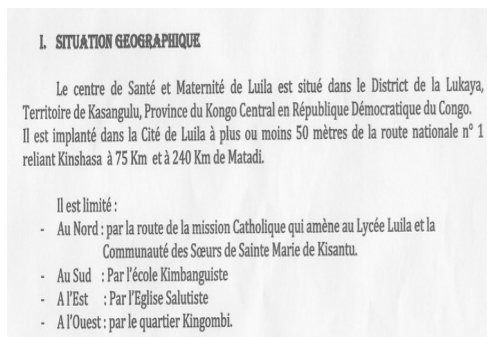 I. SITUATION GEOGRAPHIQUE
Le centre de Santé et Maternité de Luila est situé dans le District de la Lukaya,
Territoire de Kasangulu, Province du Kongo Central en République Démocratique du Congo.
Il est implanté dans la Cité de Luila à plus ou moins 50 mètres de la route nationale n° 1
reliant Kinshasa à 75 Km et à 240 Km de Matadi.
Il est limité :
- Au Nord : par la route de la mission Catholique qui amène au Lycée Luila et la
Communauté des Sœurs de Sainte Marie de Kisantu.
- Au Sud : Par l'école Kimbanguiste
- A l'Est : Par l'Eglise Salutiste
- A l'Ouest : par le quartier Kingombi.